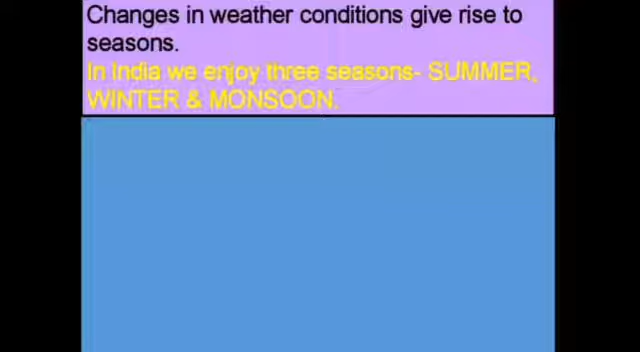 Changes in weather conditions give rise to
seasons.
In India we enjoy three seasons- SUMMER,
WINTER & MONSOON.